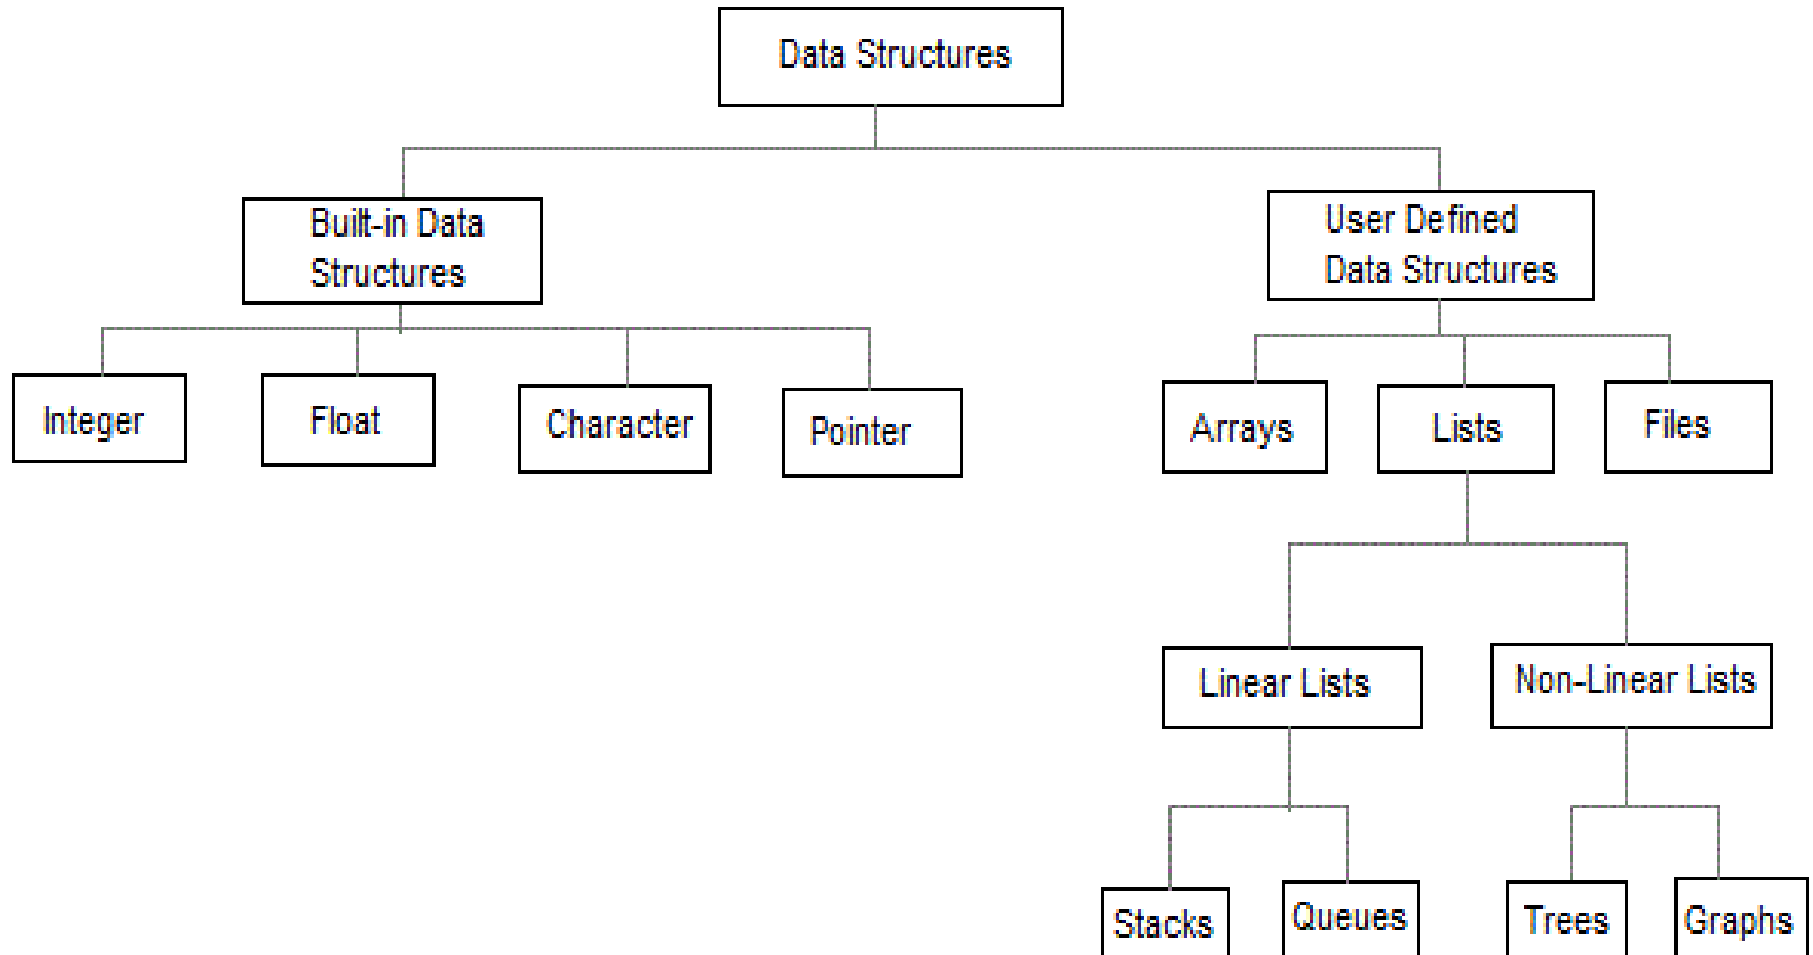 Data Structures
Built-in Data
Structures
User Defined
Data Structures
Integer
Float
Character
Pointer
Arrays
Lists
Files
Linear Lists
Non-Linear Lists
Stacks
Queues
Trees
Graphs